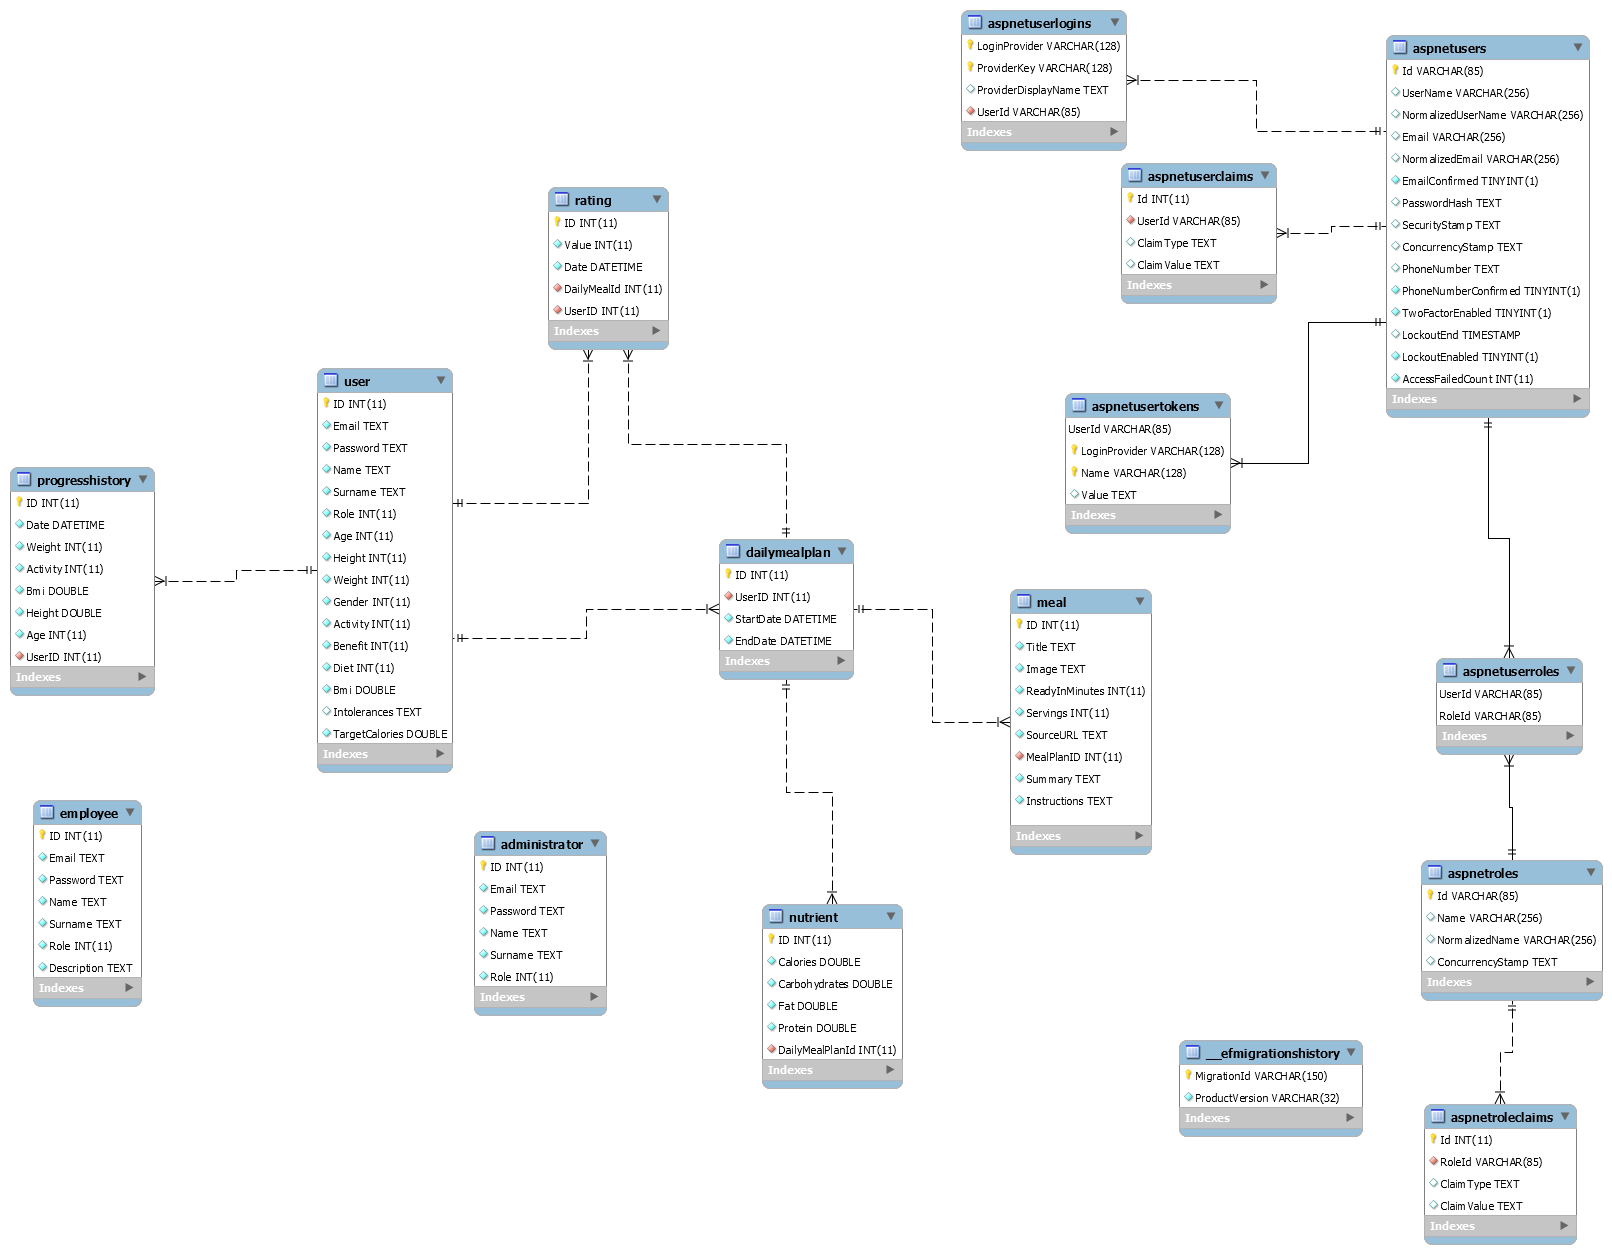 aspnetuserlogins
LoginProvider VARCHAR(128)
ProviderKey VARCHAR(128)
ProviderDisplayName TEXT
UserId VARCHAR(85)
Indexes
aspnetusers
Id VARCHAR(85)
UserName VARCHAR(256)
NormalizedUserName VARCHAR(256)
Email VARCHAR(256)
NormalizedEmail VARCHAR(256)
EmailConfirmed TINYINT(1)
PasswordHash TEXT
SecurityStamp TEXT
ConcurrencyStamp TEXT
PhoneNumber TEXT
PhoneNumberConfirmed TINYINT(1)
TwoFactorEnabled TINYINT(1)
LockoutEnd TIMESTAMP
LockoutEnabled TINYINT(1)
AccessFailedCount INT(11)
Indexes
aspnetuserclaims
Id INT(11)
UserId VARCHAR(85)
ClaimType TEXT
ClaimValue TEXT
Indexes
rating
ID INT(11)
Value INT(11)
Date DATETIME
DailyMealId INT(11)
UserID INT(11)
Indexes
user
ID INT(11)
Email TEXT
Password TEXT
Name TEXT
Surname TEXT
Role INT(11)
Age INT(11)
Height INT(11)
Weight INT(11)
Gender INT(11)
Activity INT(11)
Benefit INT(11)
Diet INT(11)
Bmi DOUBLE
Intolerances TEXT
TargetCalories DOUBLE
Indexes
aspnetusertokens
UserId VARCHAR(85)
LoginProvider VARCHAR(128)
Name VARCHAR(128)
Value TEXT
Indexes
progresshistory
ID INT(11)
Date DATETIME
Weight INT(11)
Activity INT(11)
Bmi DOUBLE
Height DOUBLE
Age INT(11)
UserID INT(11)
Indexes
dailymealplan
ID INT(11)
UserID INT(11)
StartDate DATETIME
EndDate DATETIME
Indexes
meal
ID INT(11)
Title TEXT
Image TEXT
ReadyInMinutes INT(11)
Servings INT(11)
SourceURL TEXT
MealPlanID INT(11)
Summary TEXT
Instructions TEXT
Indexes
aspnetuserroles
UserId VARCHAR(85)
RoleId VARCHAR(85)
Indexes
employee
ID INT(11)
Email TEXT
Password TEXT
Name TEXT
Surname TEXT
Role INT(11)
Description TEXT
Indexes
administrator
ID INT(11)
Email TEXT
Password TEXT
Name TEXT
Surname TEXT
Role INT(11)
Indexes
nutrient
ID INT(11)
Calories DOUBLE
Carbohydrates DOUBLE
Fat DOUBLE
Protein DOUBLE
DailyMealPlanId INT(11)
Indexes
aspnetroles
Id VARCHAR(85)
Name VARCHAR(256)
NormalizedName VARCHAR(256)
ConcurrencyStamp TEXT
Indexes
__efmigrationshistory
MigrationId VARCHAR(150)
ProductVersion VARCHAR(32)
Indexes
aspnetroleclaims
Id INT(11)
RoleId VARCHAR(85)
ClaimType TEXT
ClaimValue TEXT
Indexes